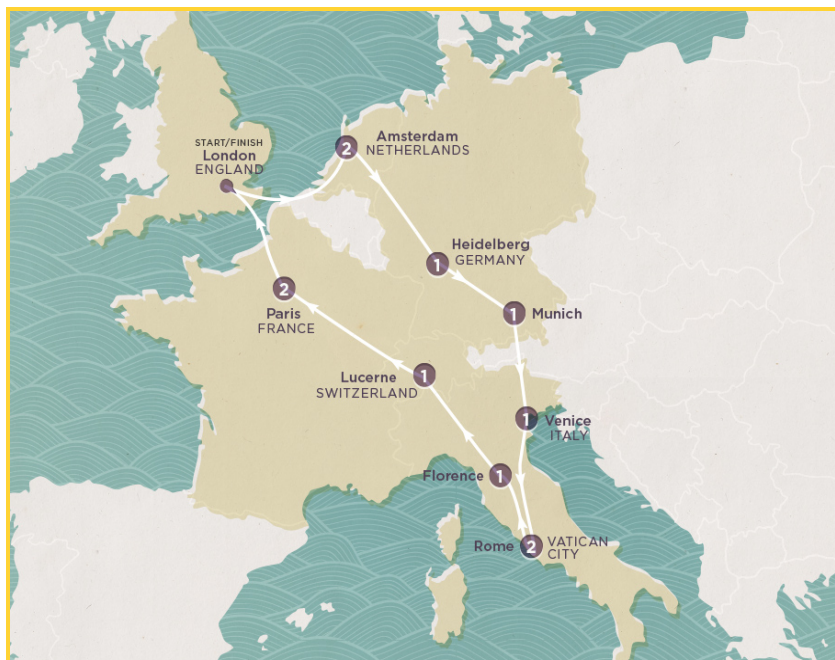 START/FINISH
London
ENGLAND
2
Amsterdam
NETHERLANDS
1
Heidelberg
GERMANY
1
Munich
2
Paris
FRANCE
Lucerne
SWITZERLAND
1
1
Venice
ITALY
Florence
1
Rome
2
VATICAN
CITY